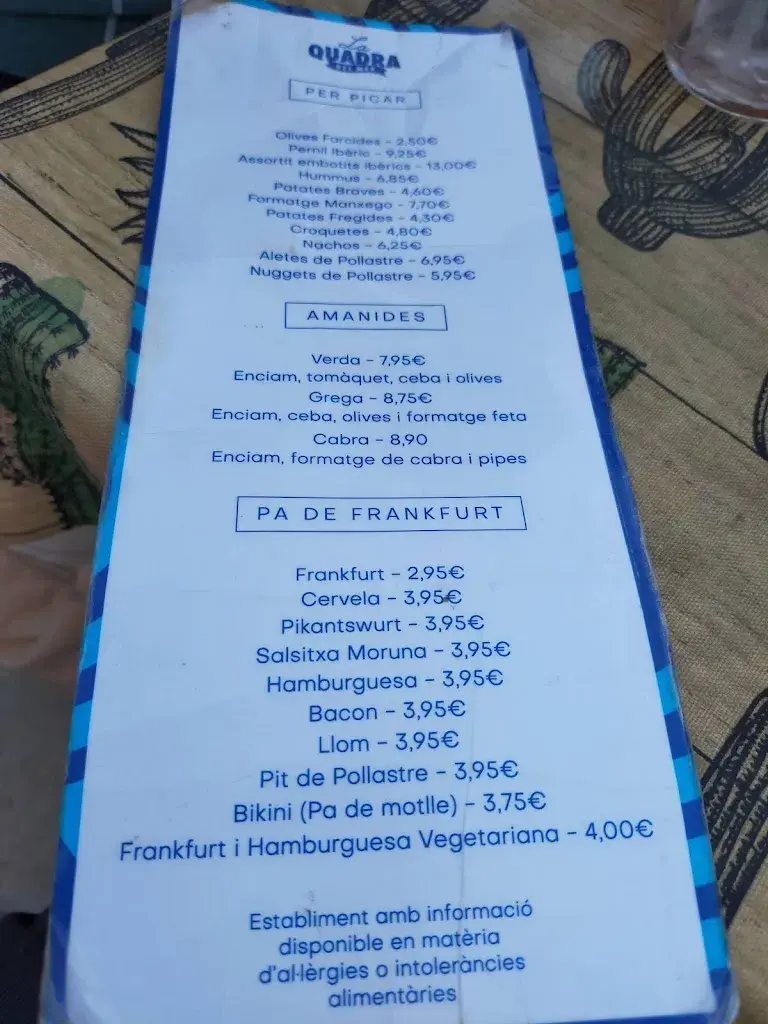 La
QUADRA
DEL MAR
PER PICAR
Olives Farcides - 2,50€
Pernil Ibèric - 9,25€
Assortit embotits ibèrics - 13,00€
Hummus - 6,85€
Patates Braves - 4,60€
Formatge Manxego - 7,70€
Patates Fregides - 4,30€
Croquetes - 4,80€
Nachos - 6,25€
Aletes de Pollastre - 6,95€
Nuggets de Pollastre - 5,95€
AMANIDES
Verda - 7,95€
Enciam, tomàquet, ceba i olives
Grega - 8,75€
Enciam, ceba, olives i formatge feta
Cabra - 8,90
Enciam, formatge de cabra i pipes
PA DE FRANKFURT
Frankfurt - 2,95€
Cervela - 3,95€
Pikantswurt - 3,95€
Salsitxa Moruna - 3,95€
Hamburguesa - 3,95€
Bacon - 3,95€
Llom - 3,95€
Pit de Pollastre - 3,95€
Bikini (Pa de motlle) - 3,75€
Frankfurt i Hamburguesa Vegetariana - 4,00€
Establiment amb informació
disponible en matèria
d'al·lèrgies o intoleràncies
alimentàries